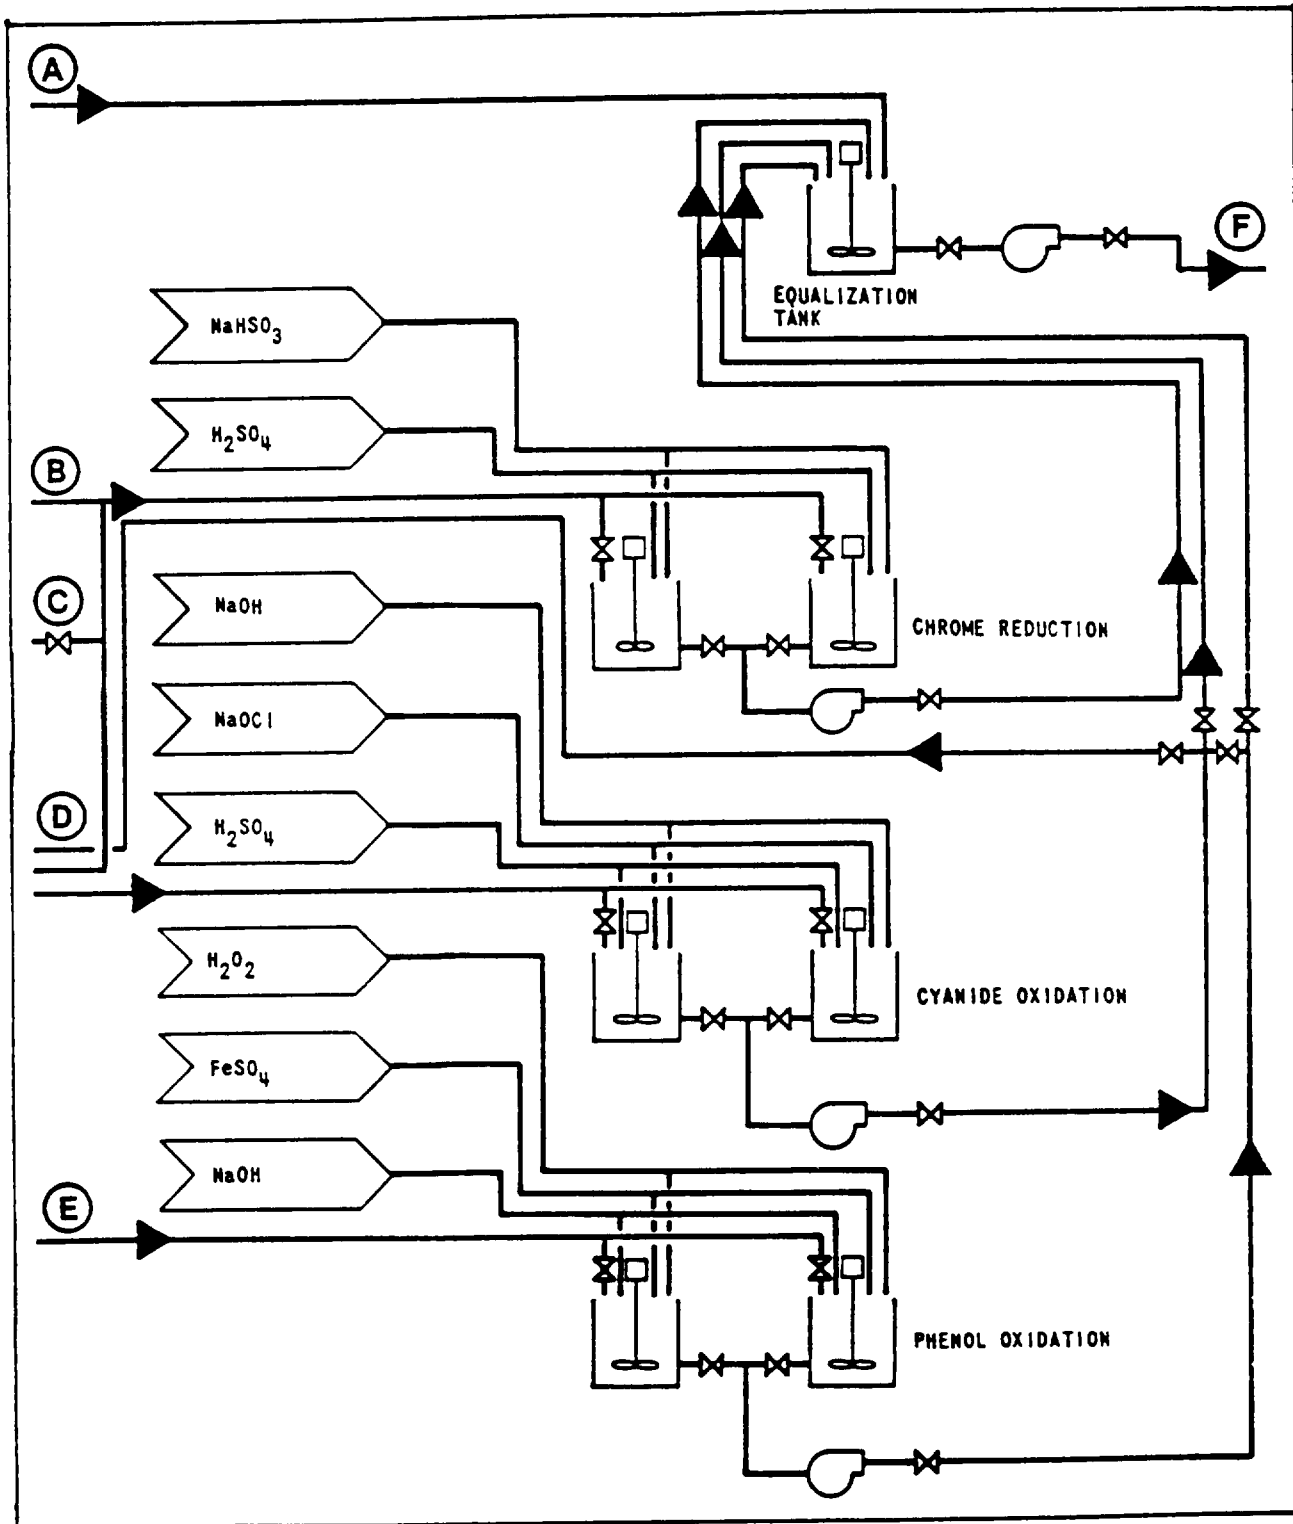 A
F
EQUALIZATION
TANK
NaHSO3
H2SO4
B
NaOH
C
CHROME REDUCTION
NaOCl
D
H2SO4
H2O2
CYANIDE OXIDATION
FeSO4
NaOH
E
PHENOL OXIDATION